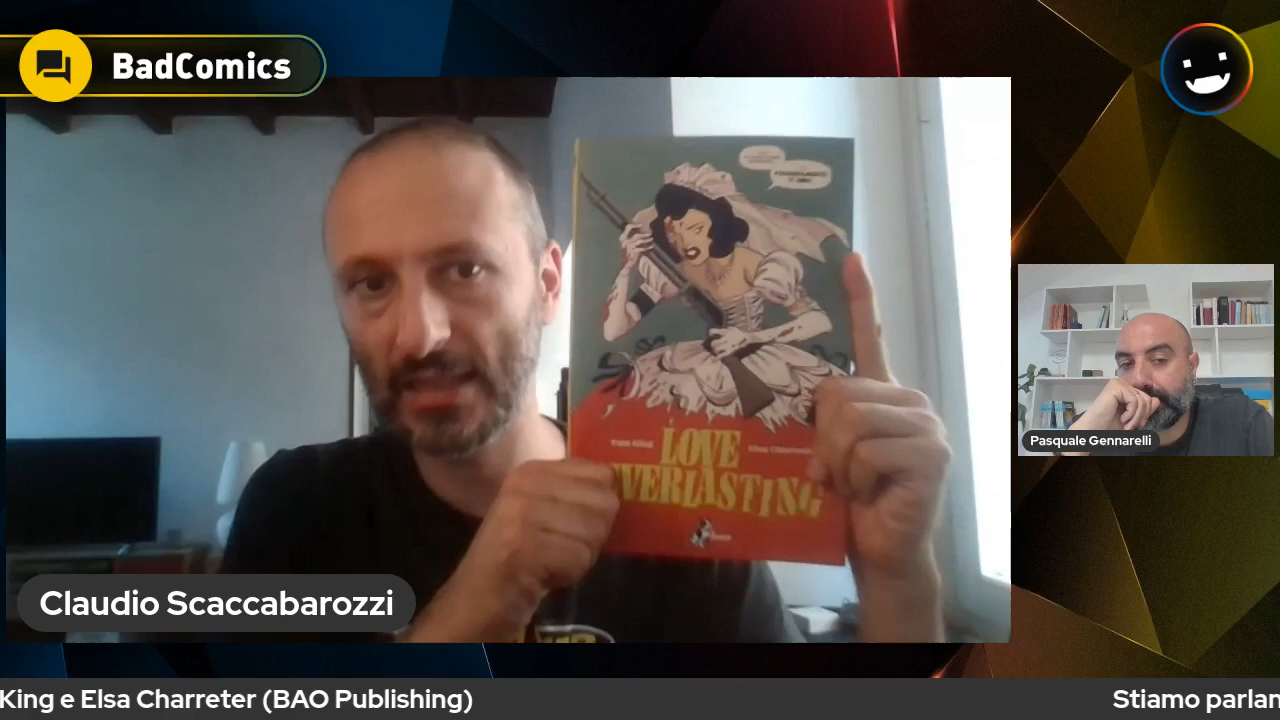 BadComics
LOVE
EVERLASTING
Pasquale Gennarelli
Claudio Scaccabarozzi
King e Elsa Charreter (BAO Publishing)
Stiamo parlan